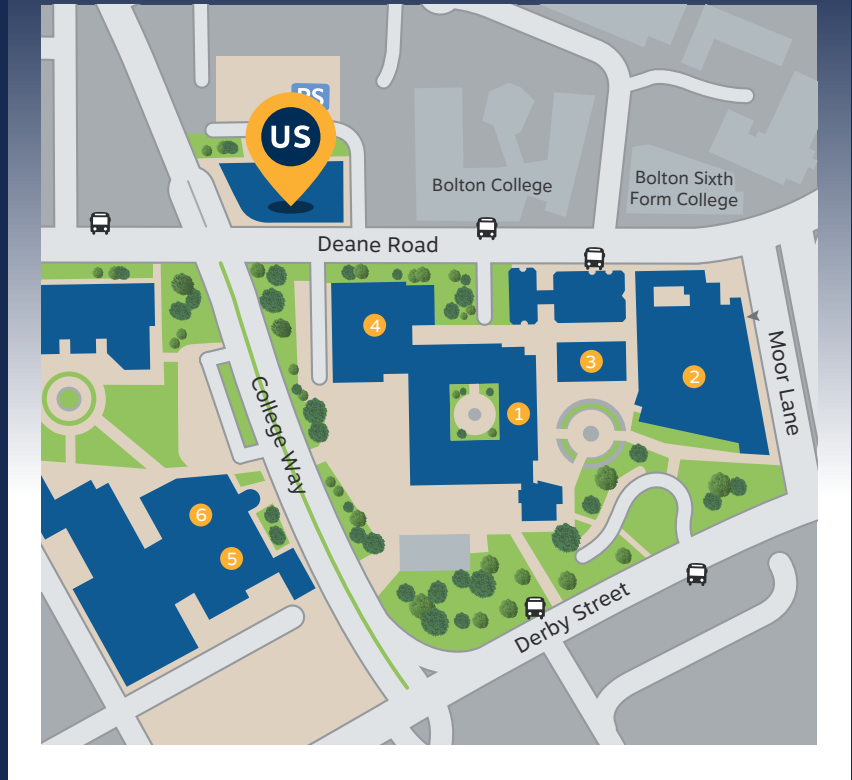 PS
US
Bolton College
Bolton Sixth
Form College
Deane Road
4
3
2
1
Moor Lane
College Way
6
5
Derby Street